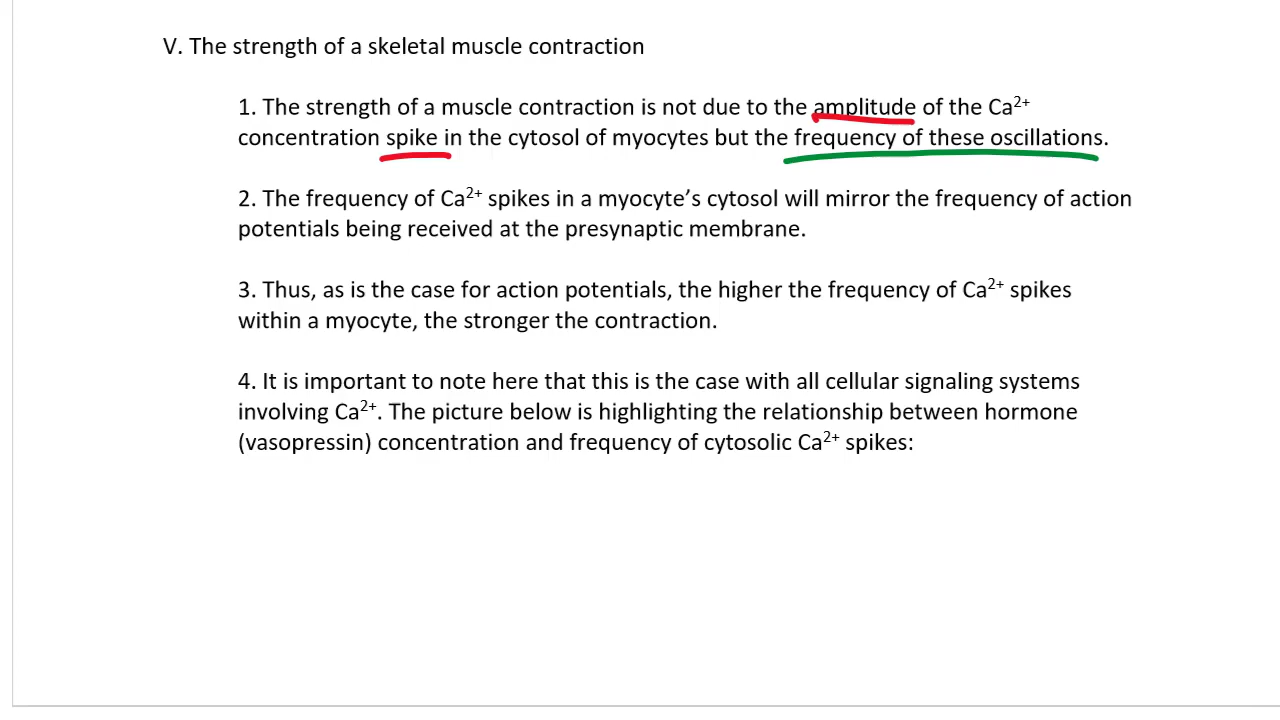 V. The strength of a skeletal muscle contraction
1. The strength of a muscle contraction is not due to the amplitude of the Ca²⁺
concentration spike in the cytosol of myocytes but the frequency of these oscillations.
2. The frequency of Ca²⁺ spikes in a myocyte’s cytosol will mirror the frequency of action
potentials being received at the presynaptic membrane.
3. Thus, as is the case for action potentials, the higher the frequency of Ca²⁺ spikes
within a myocyte, the stronger the contraction.
4. It is important to note here that this is the case with all cellular signaling systems
involving Ca²⁺. The picture below is highlighting the relationship between hormone
(vasopressin) concentration and frequency of cytosolic Ca²⁺ spikes: